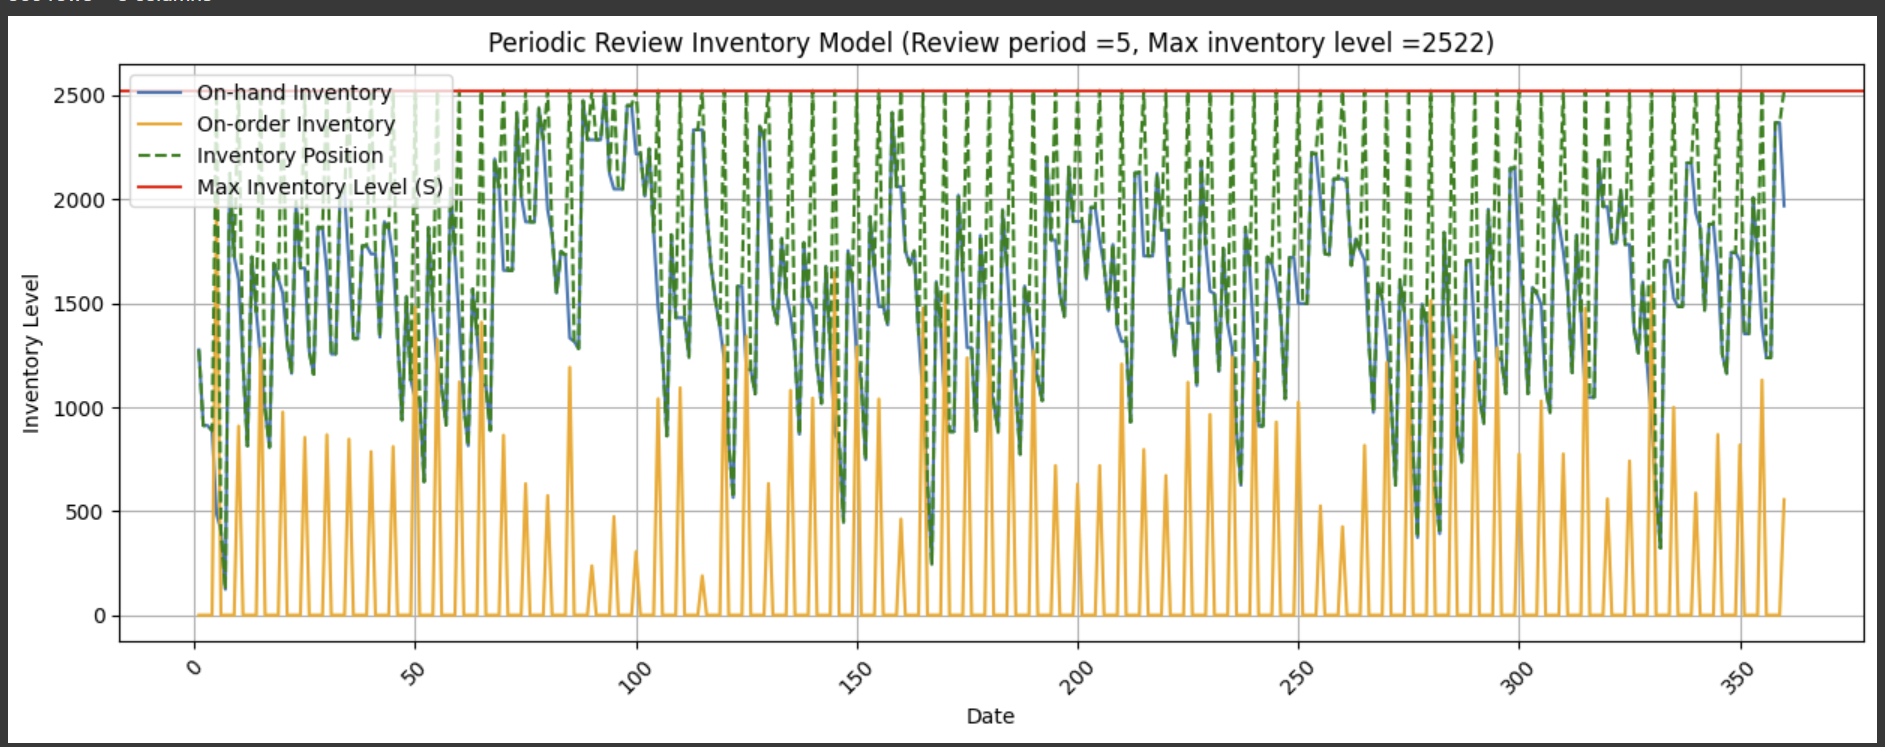 Periodic Review Inventory Model (Review period =5, Max inventory level =2522)
On-hand Inventory
On-order Inventory
Inventory Position
Max Inventory Level (S)
Inventory Level
2500
2000
1500
1000
500
0
0
50
100
150
200
250
300
350
Date